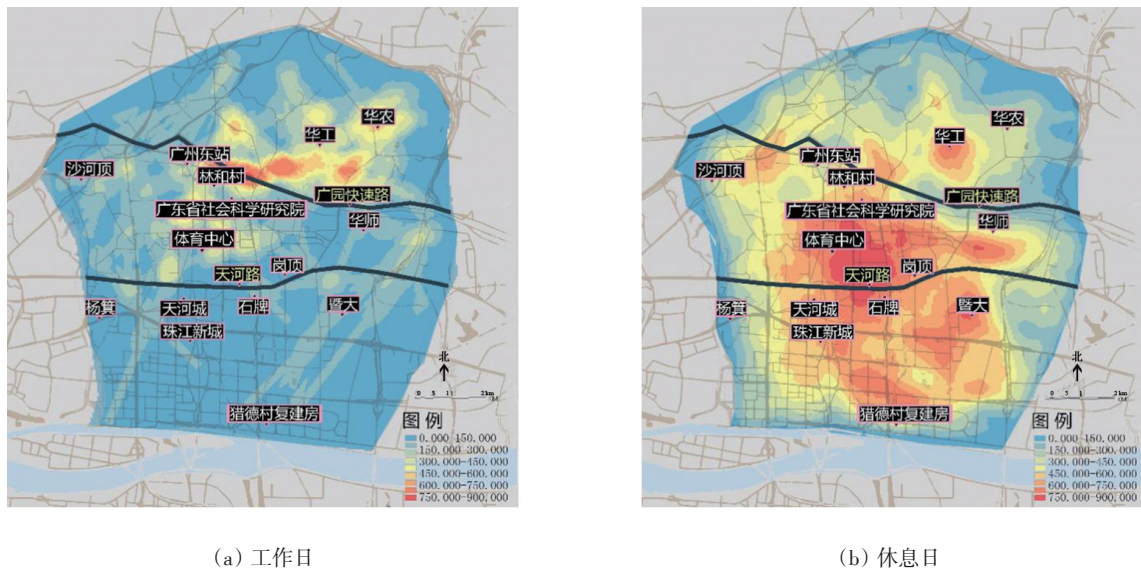 华农
华工
广州东站
沙河顶
林和村
广园快速路
广东省社会科学研究院
华师
体育中心
岗顶
天河路
杨箕
天河城
石牌
暨大
珠江新城
北
猎德村复建房
图例
0.000-150.000
150.000-300.000
300.000-450.000
450.000-600.000
600.000-750.000
750.000-900.000
(a) 工作日
华农
华工
广州东站
沙河顶
林和村
广园快速路
广东省社会科学研究院
华师
体育中心
岗顶
天河路
杨箕
天河城
石牌
暨大
珠江新城
北
猎德村复建房
图例
0.000-150.000
150.000-300.000
300.000-450.000
450.000-600.000
600.000-750.000
750.000-900.000
(b) 休息日